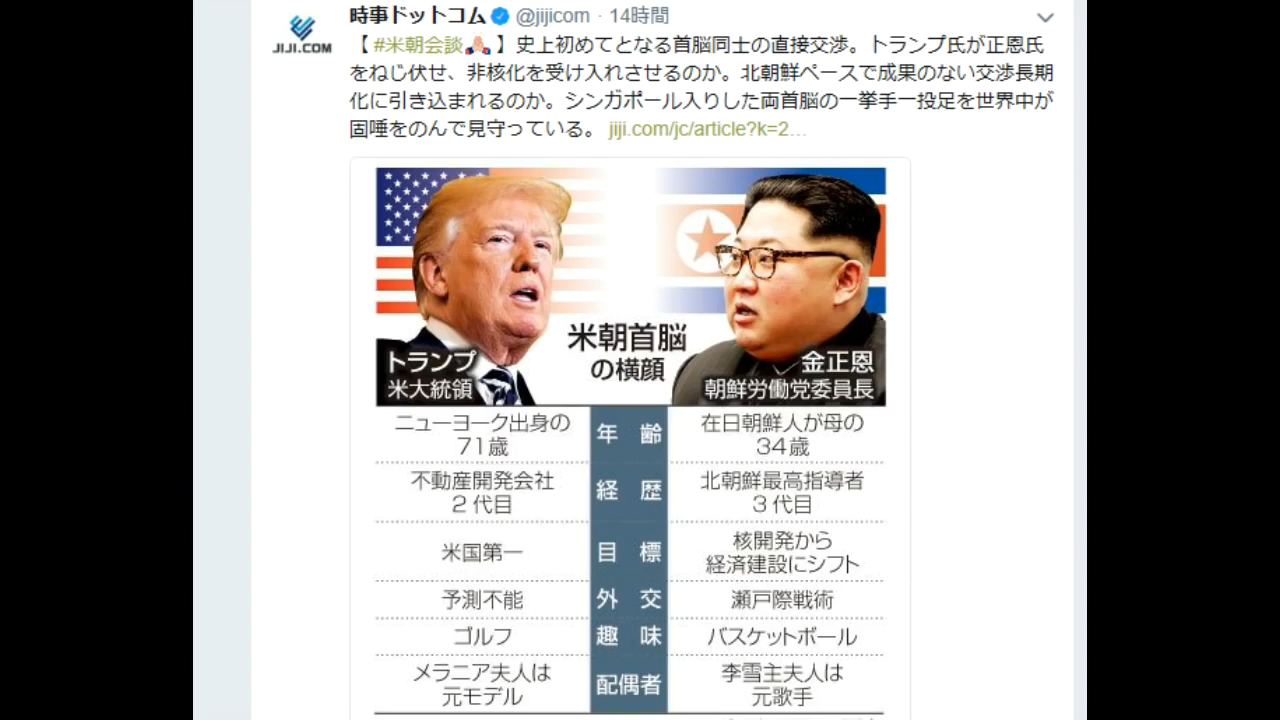 時事ドットコム @jijicom · 14時間
JIJI.COM
【 #米朝会談🙏🏻 】史上初めてとなる首脳同士の直接交渉。トランプ氏が正恩氏
をねじ伏せ、非核化を受け入れさせるのか。北朝鮮ペースで成果のない交渉長期
化に引き込まれるのか。シンガポール入りした両首脳の一挙手一投足を世界中が
固唾をのんで見守っている。 jiji.com/jc/article?k=2…
米朝首脳
の横顔
トランプ
米大統領
金正恩
朝鮮労働党委員長
ニューヨーク出身の
71歳
年 齢
在日朝鮮人が母の
34歳
不動産開発会社
2代目
経 歴
北朝鮮最高指導者
3代目
米国第一
目 標
核開発から
経済建設にシフト
予測不能
外 交
瀬戸際戦術
ゴルフ
趣 味
バスケットボール
メラニア夫人は
元モデル
配偶者
李雪主夫人は
元歌手